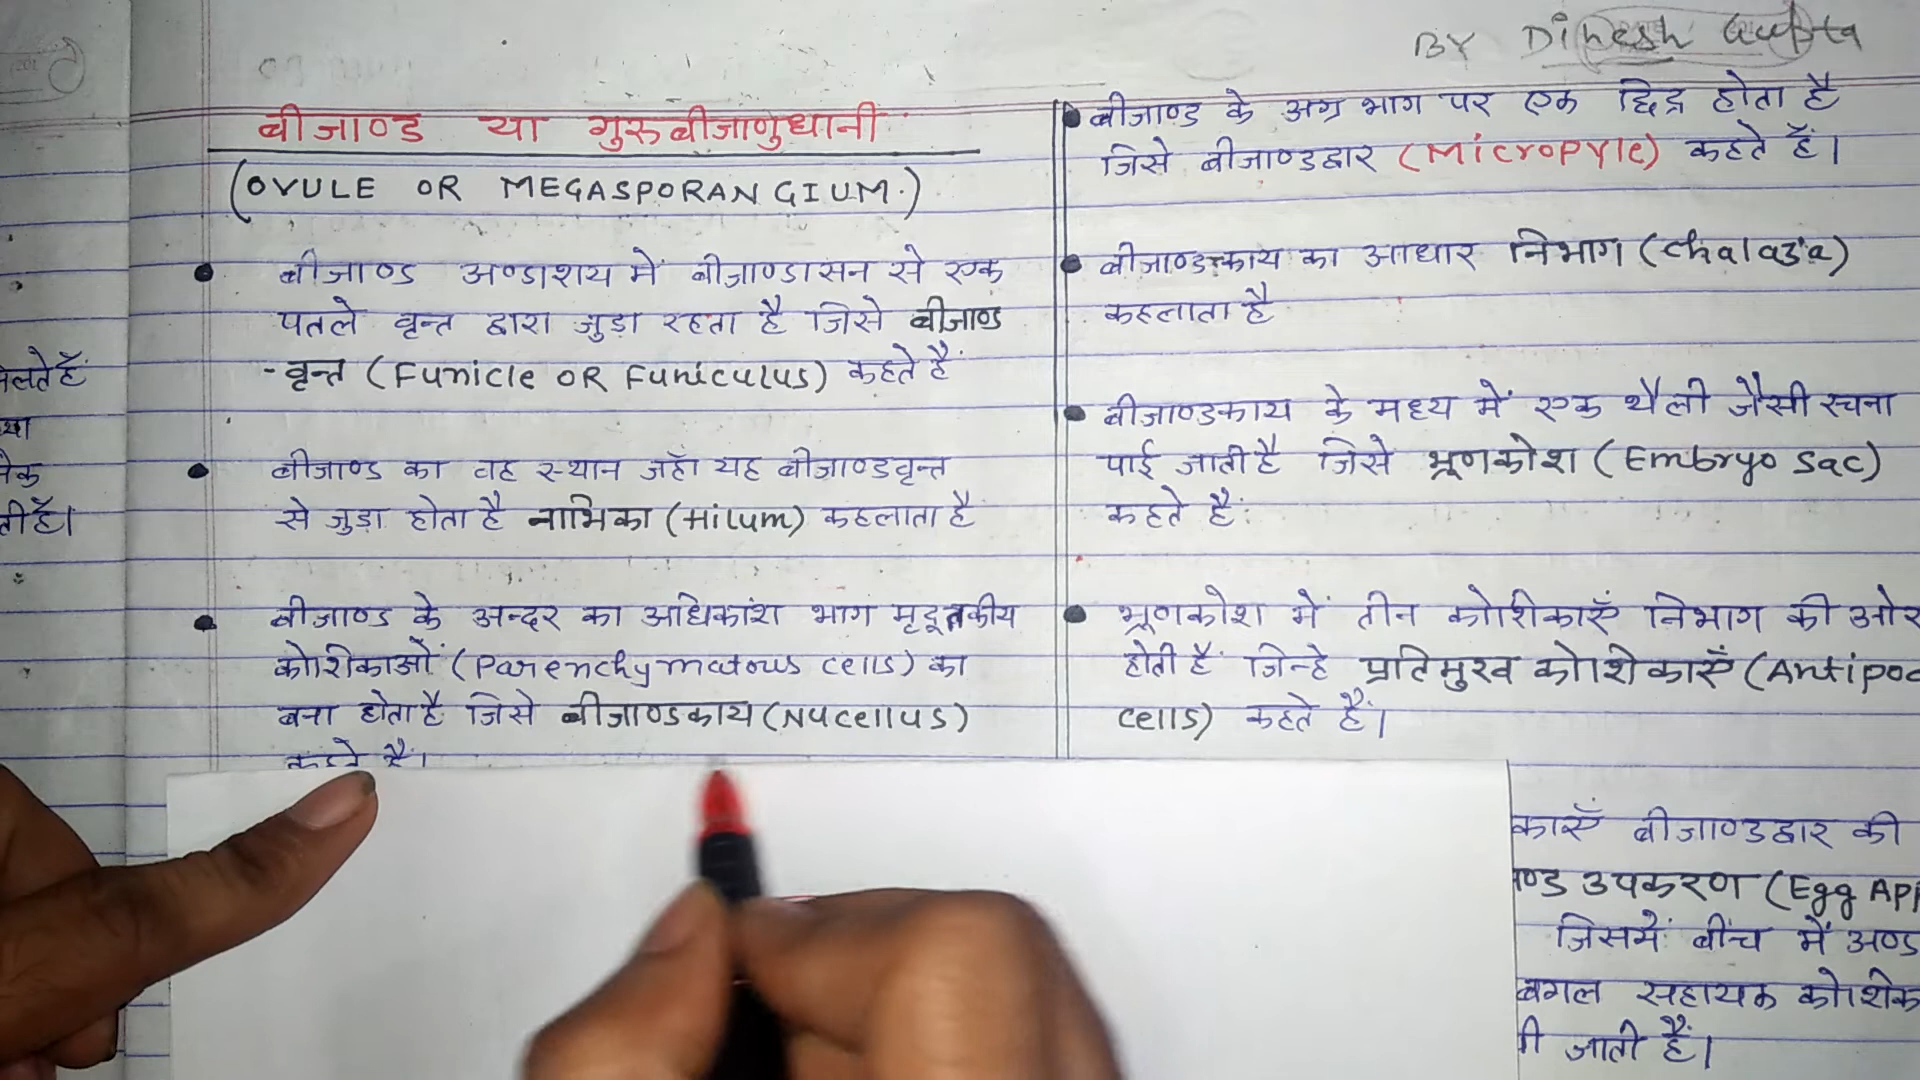 BY Dinesh Gupta
बीजाण्ड या गुरुबीजाणुधानी
(OVULE OR MEGASPORANGIUM.)
• बीजाण्ड अण्डाशय में बीजाण्डासन से एक
पतले वृन्त द्वारा जुड़ा रहता है जिसे बीजाण्ड
-वृन्त (Funicle OR Funiculus) कहते हैं
• बीजाण्ड का वह स्थान जहाँ यह बीजाण्डवृन्त
से जुड़ा होता है नाभिका (Hilum) कहलाता है
• बीजाण्ड के अन्दर का अधिकांश भाग मृदूतकीय
कोशिकाओं (Parenchymatous cells) का
बना होता है जिसे बीजाण्डकाय (Nucellus)
कहते है।
• बीजाण्ड के अग्र भाग पर एक छिद्र होता है
जिसे बीजाण्डद्वार (Micropyle) कहते हैं।
• बीजाण्डकाय का आधार निभाग (chalaza)
कहलाता है
• बीजाण्डकाय के मध्य में एक थैली जैसी रचना
पाई जाती है जिसे भ्रूणकोश (Embryo sac)
कहते है
• भ्रूणकोश में तीन कोशिकाएँ निभाग की ओर
होती हैं जिन्हे प्रतिमुख कोशिकाएँ (Antipod
cells) कहते हैं।
काएँ बीजाण्डद्वार की
ण्ड उपकरण (Egg App
जिसमें बींच में अण्ड
बगल सहायक कोशिक
ी जाती हैं।
लते हैं
था
नेक
ती हैं।